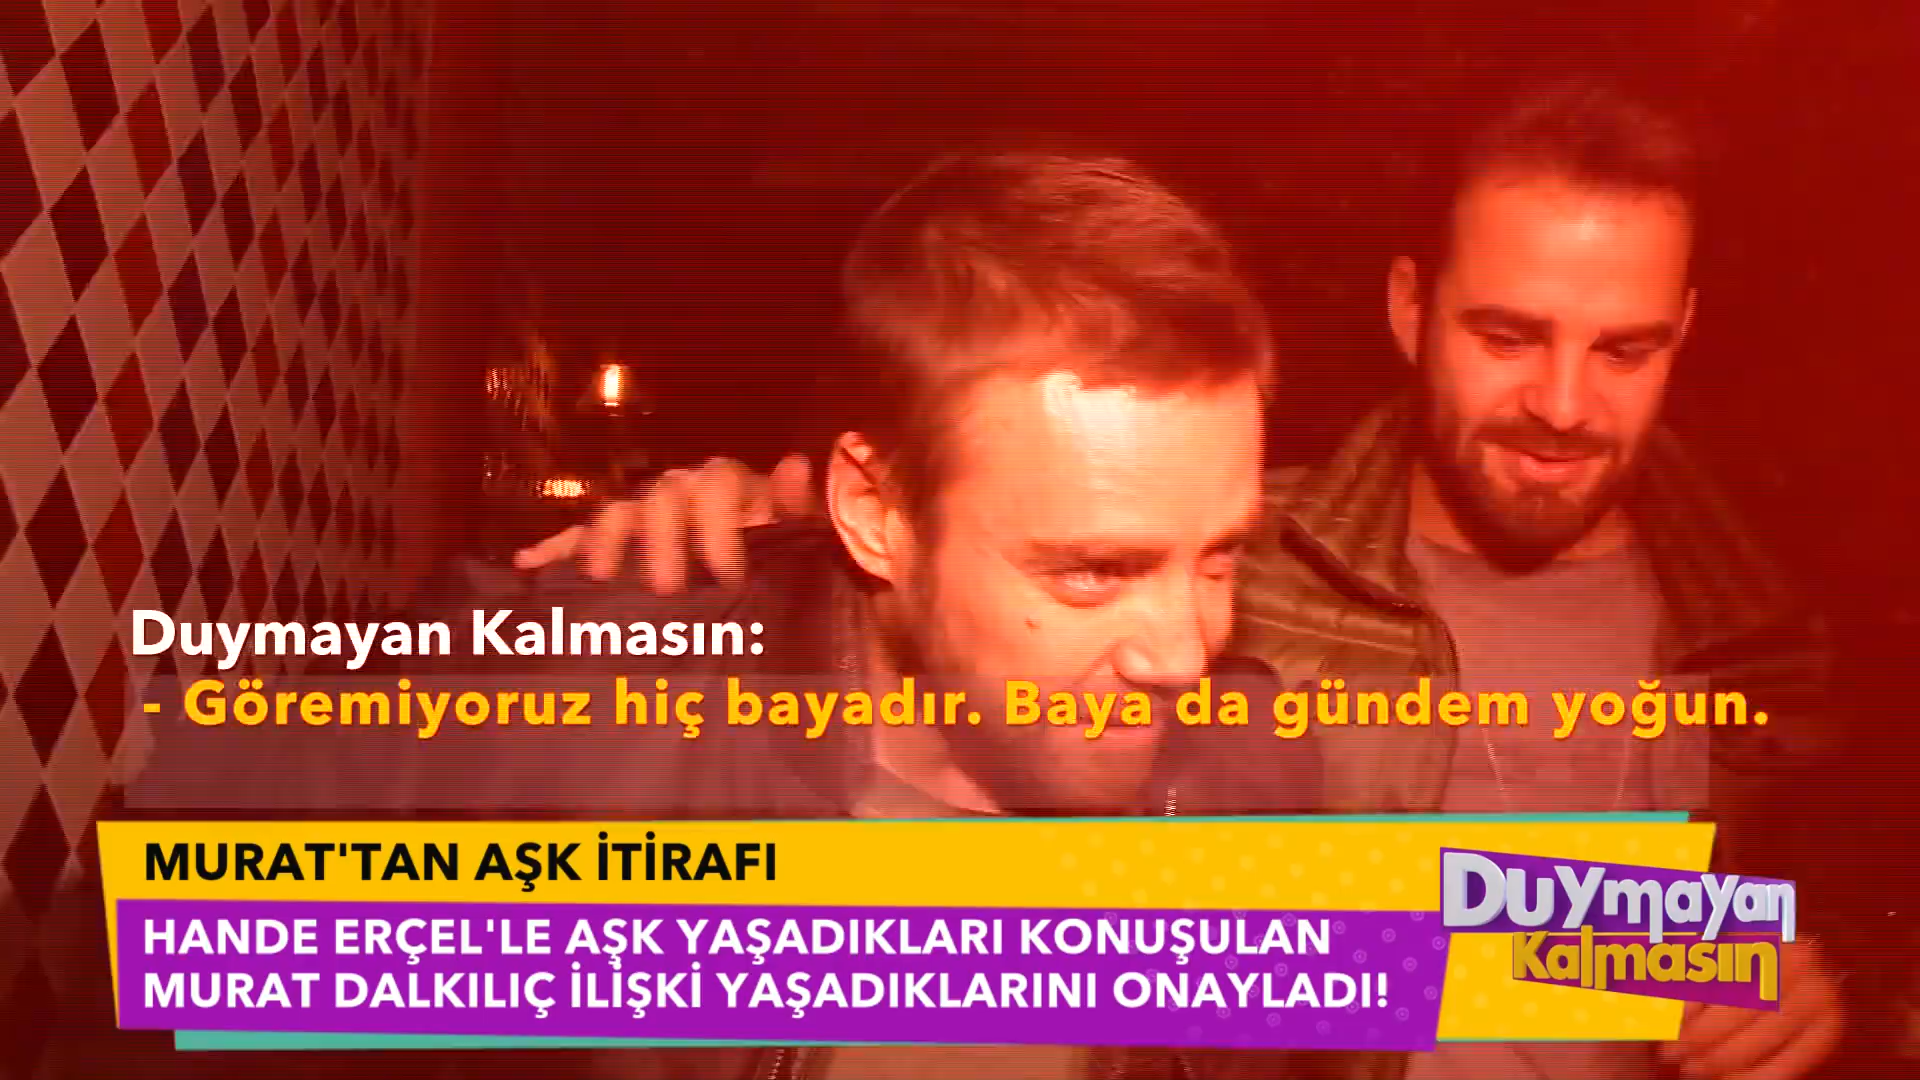 Duymayan Kalmasın:
- Göremiyoruz hiç bayadır. Baya da gündem yoğun.
MURAT'TAN AŞK İTİRAFI
HANDE ERÇEL'LE AŞK YAŞADIKLARI KONUŞULAN
MURAT DALKILIÇ İLİŞKİ YAŞADIKLARINI ONAYLADI!
Duymayan
Kalmasın